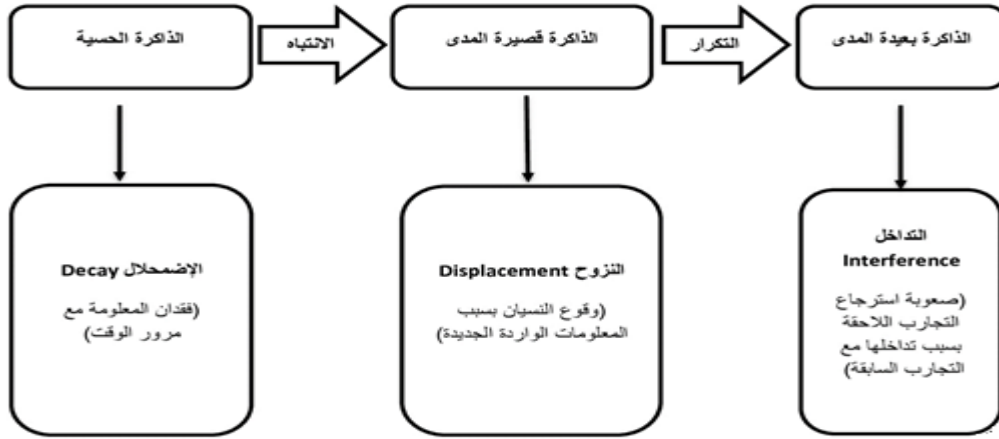 الذاكرة الحسية
الانتباه
الذاكرة قصيرة المدى
التكرار
الذاكرة بعيدة المدى
الإضمحلال Decay
(فقدان المعلومة مع
مرور الوقت)
النزوح Displacement
(وقوع النسيان بسبب
المعلومات الواردة الجديدة)
التداخل
Interference
(صعوبة استرجاع
التجارب اللاحقة
بسبب تداخلها مع
التجارب السابقة)